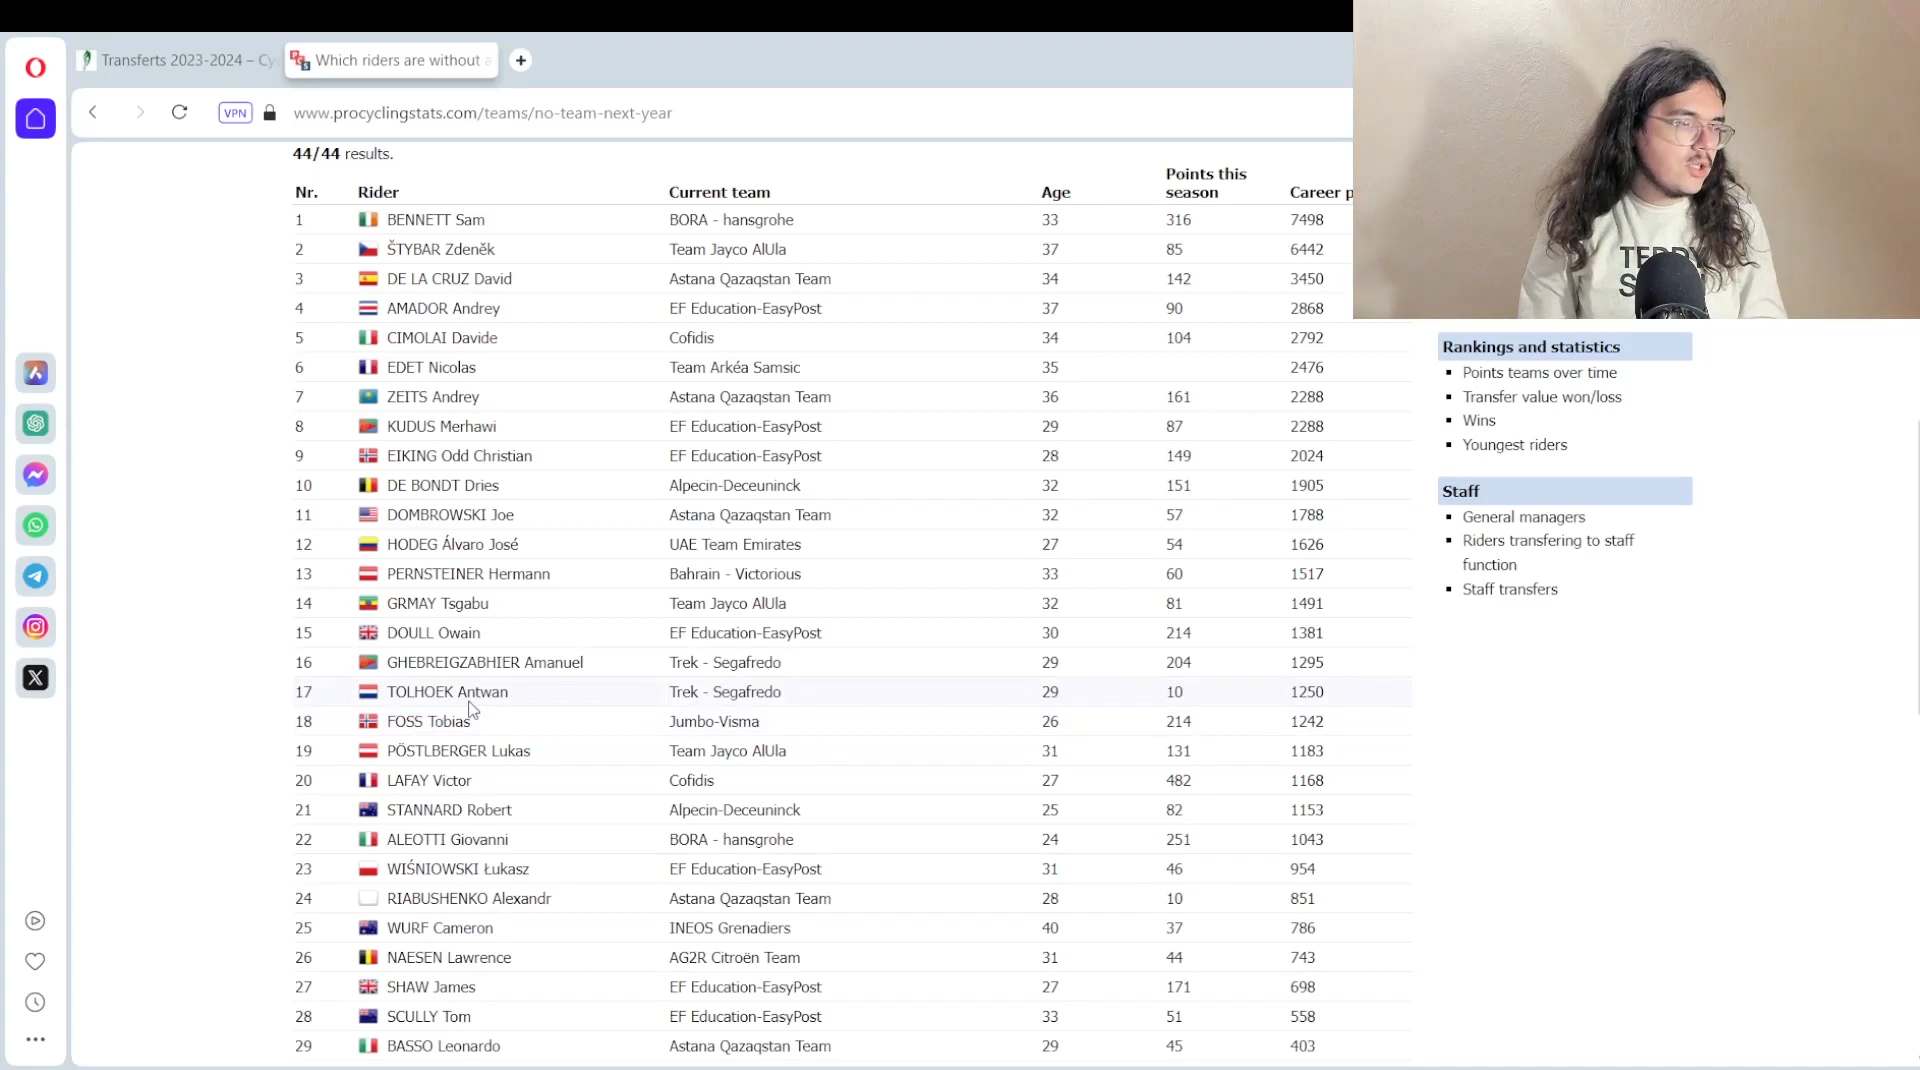 Transferts 2023-2024 – Cy
Which riders are without a
VPN
www.procyclingstats.com/teams/no-team-next-year
44/44 results.
Nr. Rider Current team Age Points this season Career p
1 BENNETT Sam BORA - hansgrohe 33 316 7498
2 ŠTYBAR Zdeněk Team Jayco AlUla 37 85 6442
3 DE LA CRUZ David Astana Qazaqstan Team 34 142 3450
4 AMADOR Andrey EF Education-EasyPost 37 90 2868
5 CIMOLAI Davide Cofidis 34 104 2792
6 EDET Nicolas Team Arkéa Samsic 35 2476
7 ZEITS Andrey Astana Qazaqstan Team 36 161 2288
8 KUDUS Merhawi EF Education-EasyPost 29 87 2288
9 EIKING Odd Christian EF Education-EasyPost 28 149 2024
10 DE BONDT Dries Alpecin-Deceuninck 32 151 1905
11 DOMBROWSKI Joe Astana Qazaqstan Team 32 57 1788
12 HODEG Álvaro José UAE Team Emirates 27 54 1626
13 PERNSTEINER Hermann Bahrain - Victorious 33 60 1517
14 GRMAY Tsgabu Team Jayco AlUla 32 81 1491
15 DOULL Owain EF Education-EasyPost 30 214 1381
16 GHEBREIGZABHIER Amanuel Trek - Segafredo 29 204 1295
17 TOLHOEK Antwan Trek - Segafredo 29 10 1250
18 FOSS Tobias Jumbo-Visma 26 214 1242
19 PÖSTLBERGER Lukas Team Jayco AlUla 31 131 1183
20 LAFAY Victor Cofidis 27 482 1168
21 STANNARD Robert Alpecin-Deceuninck 25 82 1153
22 ALEOTTI Giovanni BORA - hansgrohe 24 251 1043
23 WIŚNIOWSKI Łukasz EF Education-EasyPost 31 46 954
24 RIABUSHENKO Alexandr Astana Qazaqstan Team 28 10 851
25 WURF Cameron INEOS Grenadiers 40 37 786
26 NAESEN Lawrence AG2R Citroën Team 31 44 743
27 SHAW James EF Education-EasyPost 27 171 698
28 SCULLY Tom EF Education-EasyPost 33 51 558
29 BASSO Leonardo Astana Qazaqstan Team 29 45 403
Rankings and statistics
Points teams over time
Transfer value won/loss
Wins
Youngest riders
Staff
General managers
Riders transfering to staff
function
Staff transfers
TEDDY